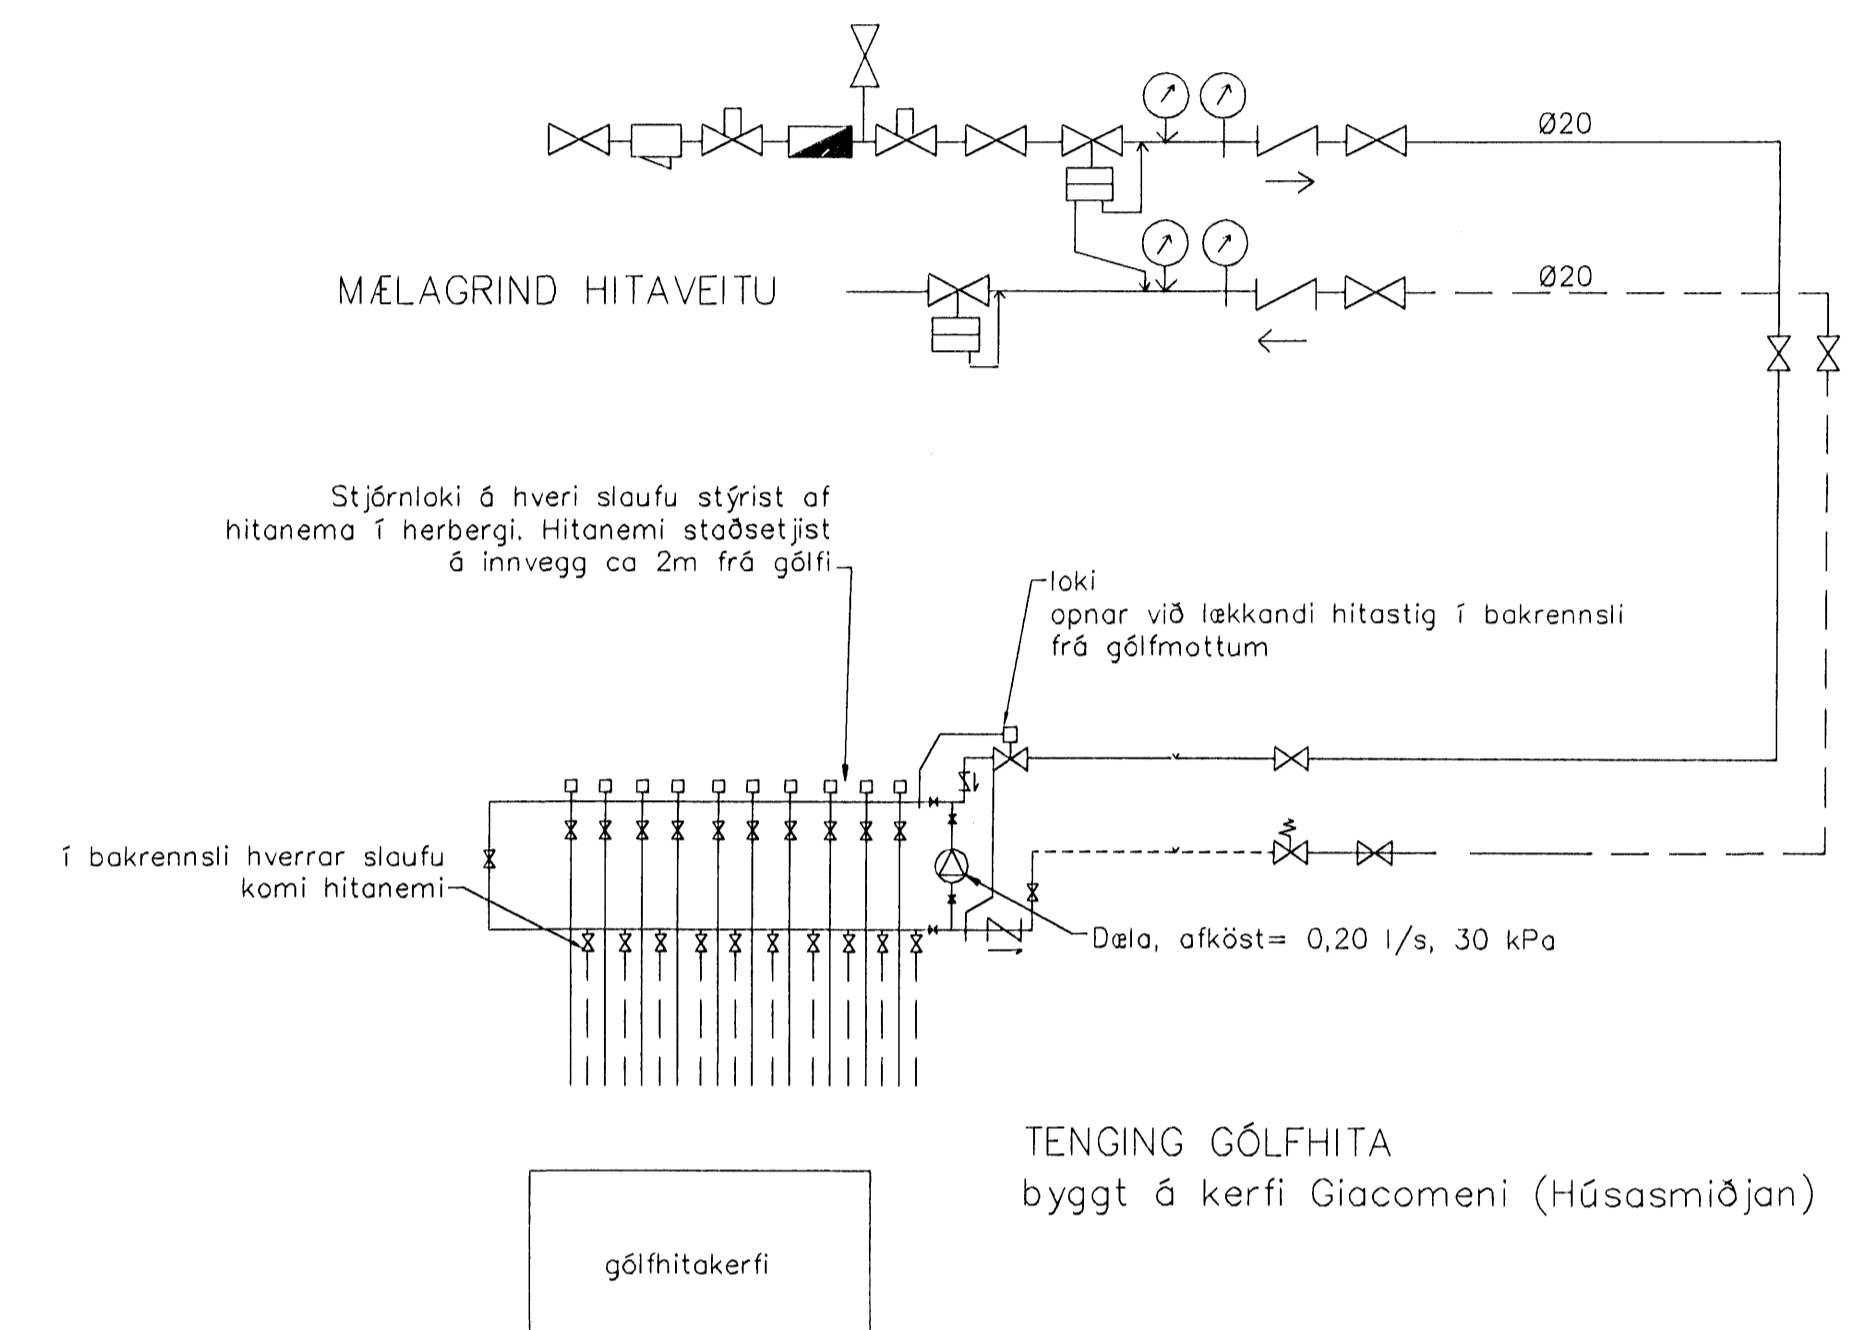 Ø20
MÆLAGRIND HITAVEITU
Ø20
Stjórnloki á hveri slaufu stýrist af
hitanema í herbergi. Hitanemi staðsetjist
á innvegg ca 2m frá gólfi
loki
opnar við lækkandi hitastig í bakrennsli
frá gólfmottum
í bakrennsli hverrar slaufu
komi hitanemi
Dæla, afköst= 0,20 l/s, 30 kPa
TENGING GÓLFHITA
byggt á kerfi Giacomeni (Húsasmiðjan)
gólfhitakerfi